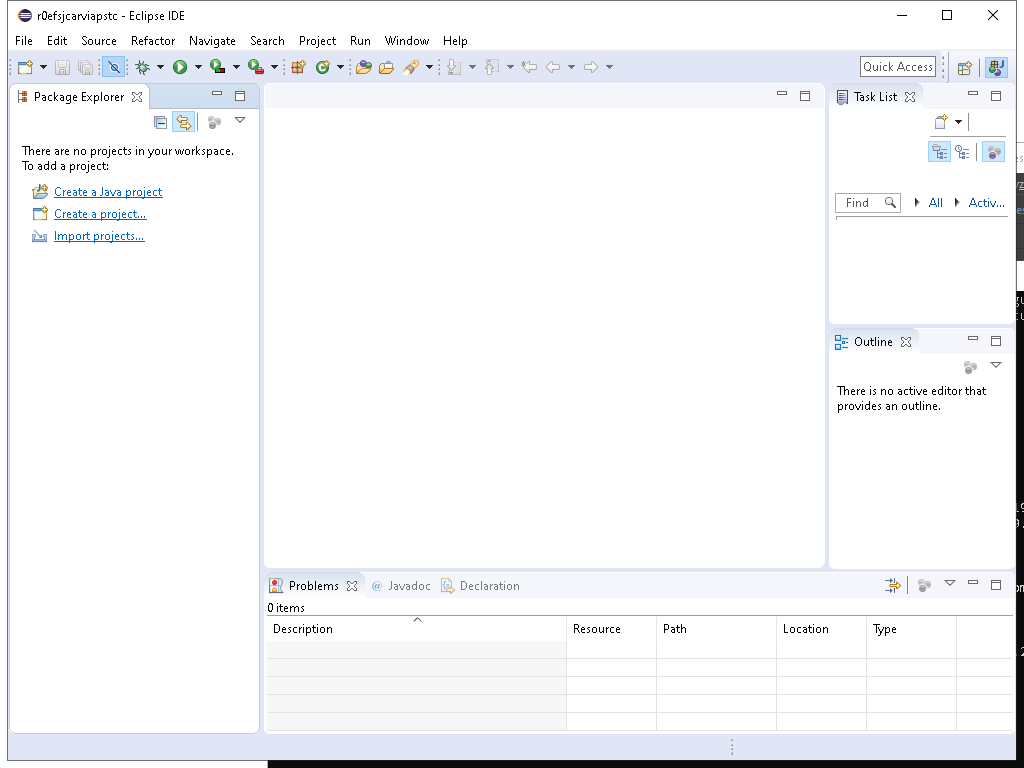 r0efsjcarviapstc - Eclipse IDE
File Edit Source Refactor Navigate Search Project Run Window Help
Quick Access
Package Explorer
There are no projects in your workspace.
To add a project:
Create a Java project
Create a project...
Import projects...
Task List
Find All Activ...
Outline
There is no active editor that
provides an outline.
Problems @ Javadoc Declaration
0 items
Description Resource Path Location Type